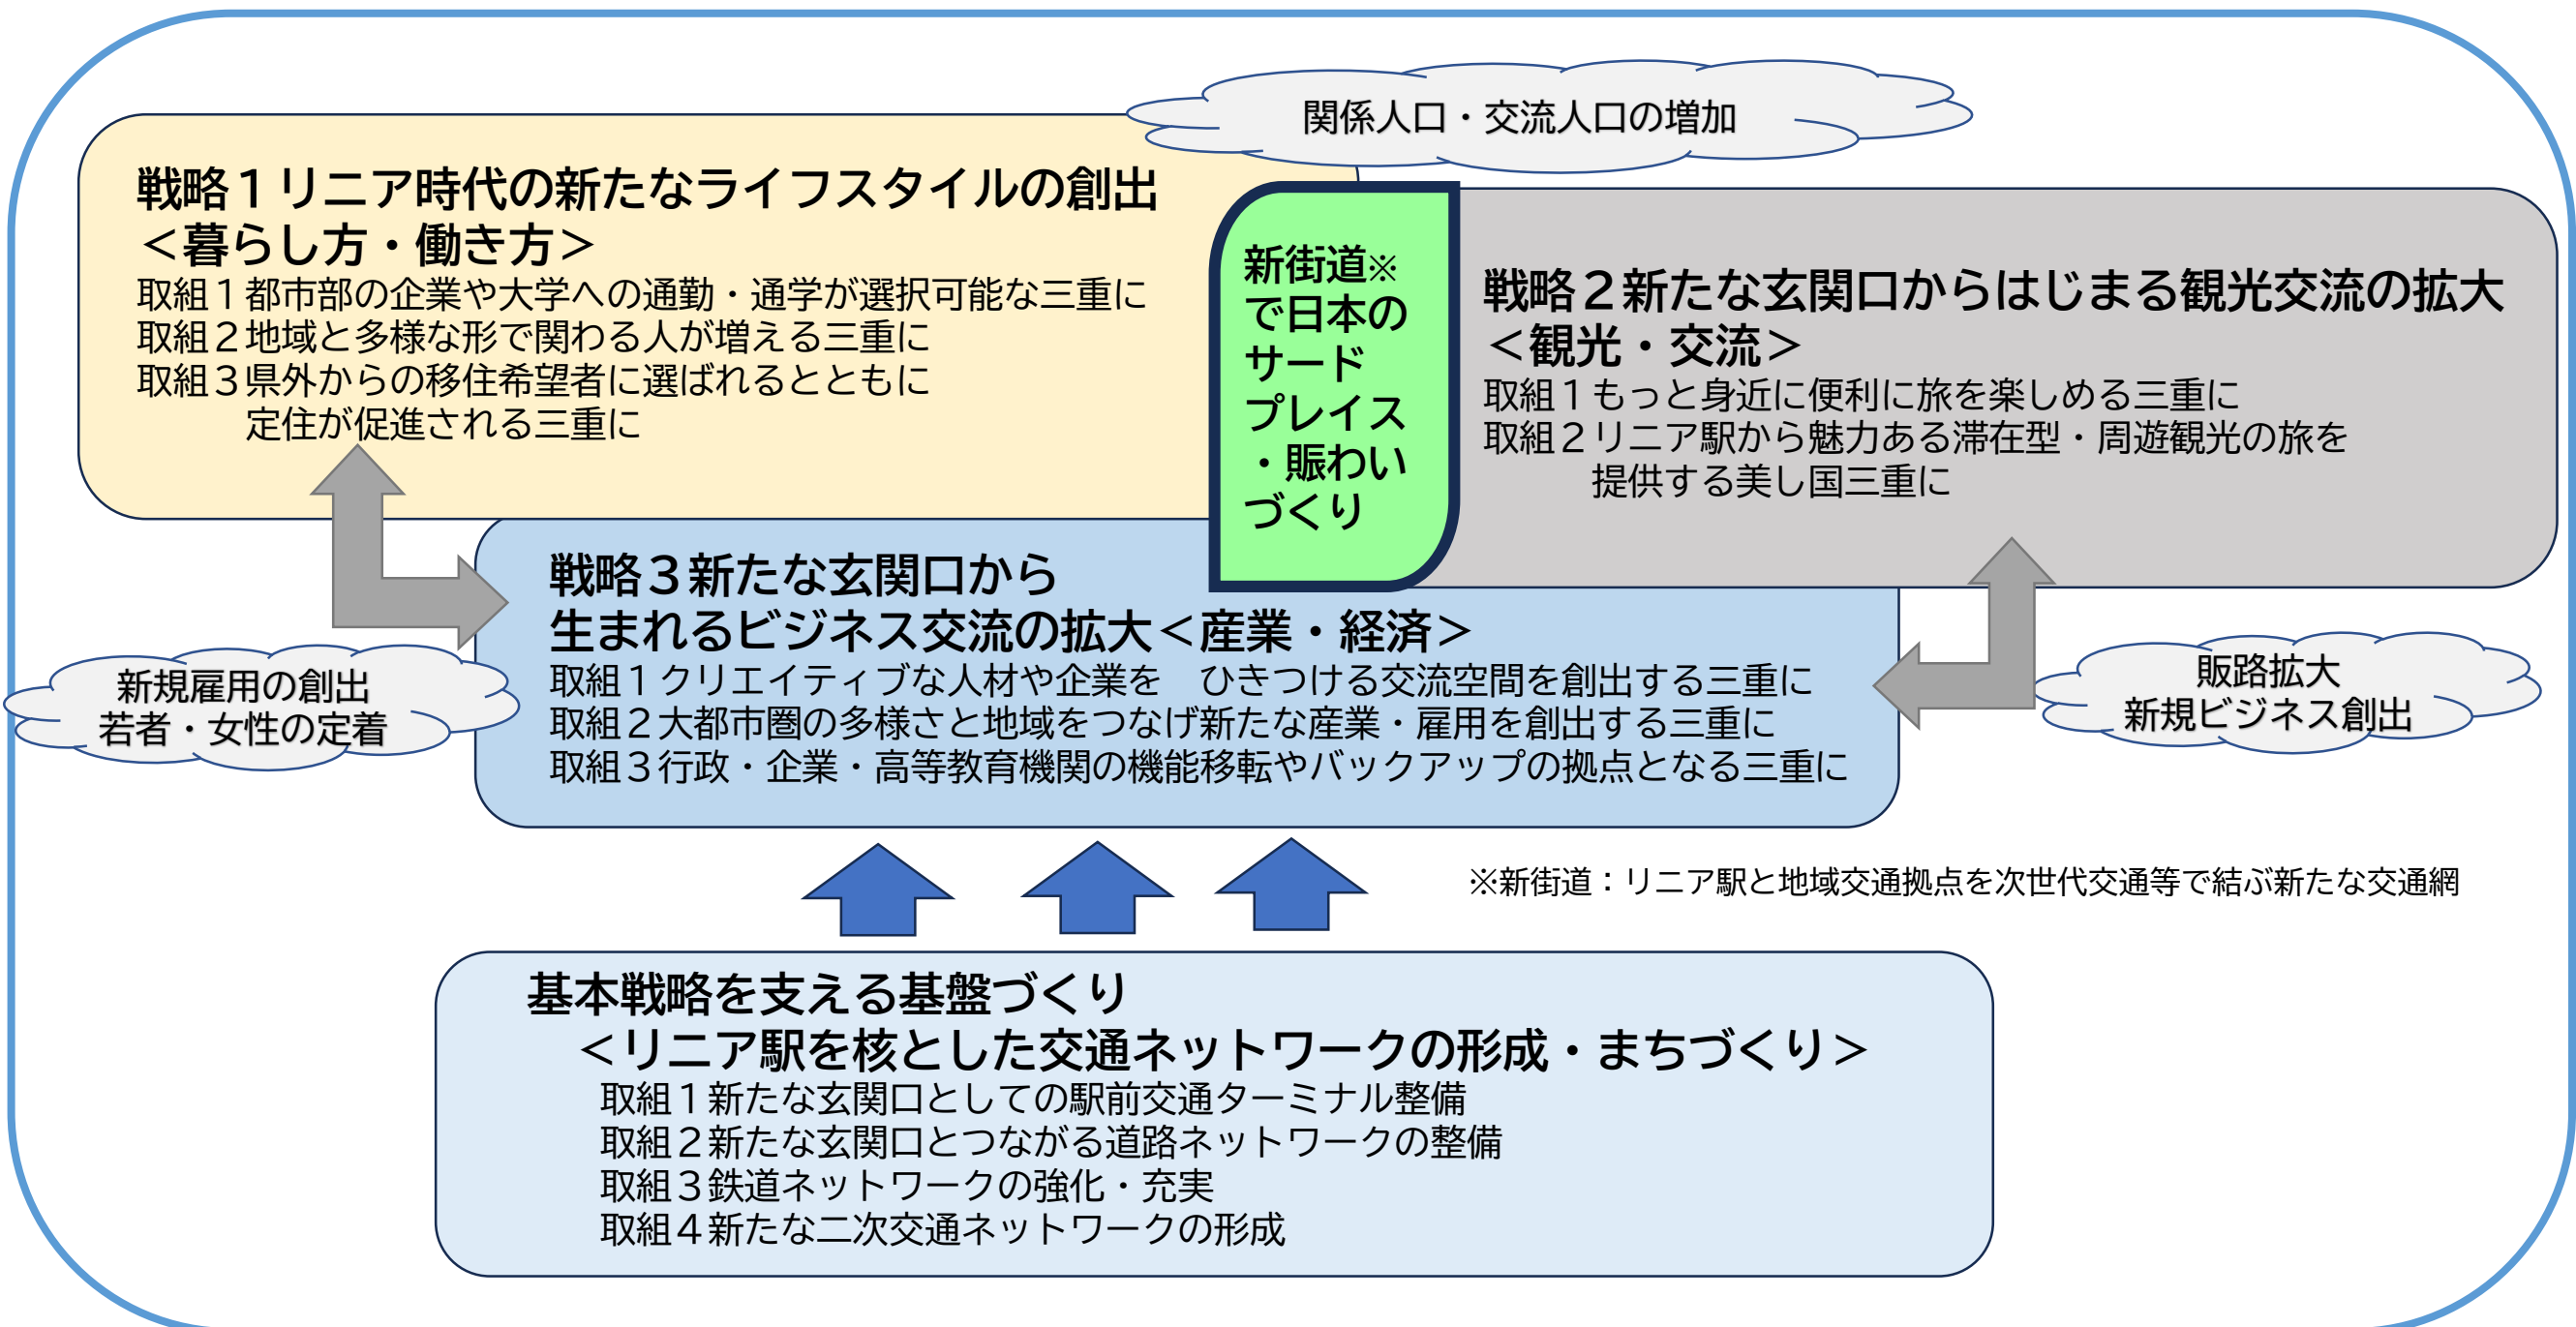 関係人口・交流人口の増加
戦略１リニア時代の新たなライフスタイルの創出
＜暮らし方・働き方＞
取組１都市部の企業や大学への通勤・通学が選択可能な三重に
取組２地域と多様な形で関わる人が増える三重に
取組３県外からの移住希望者に選ばれるとともに
定住が促進される三重に
新街道※
で日本の
サード
プレイス
・賑わい
づくり
戦略２新たな玄関口からはじまる観光交流の拡大
＜観光・交流＞
取組１もっと身近に便利に旅を楽しめる三重に
取組２リニア駅から魅力ある滞在型・周遊観光の旅を
提供する美し国三重に
戦略３新たな玄関口から
生まれるビジネス交流の拡大＜産業・経済＞
取組１クリエイティブな人材や企業を　ひきつける交流空間を創出する三重に
取組２大都市圏の多様さと地域をつなげ新たな産業・雇用を創出する三重に
取組３行政・企業・高等教育機関の機能移転やバックアップの拠点となる三重に
新規雇用の創出
若者・女性の定着
販路拡大
新規ビジネス創出
※新街道：リニア駅と地域交通拠点を次世代交通等で結ぶ新たな交通網
基本戦略を支える基盤づくり
＜リニア駅を核とした交通ネットワークの形成・まちづくり＞
取組１新たな玄関口としての駅前交通ターミナル整備
取組２新たな玄関口とつながる道路ネットワークの整備
取組３鉄道ネットワークの強化・充実
取組４新たな二次交通ネットワークの形成